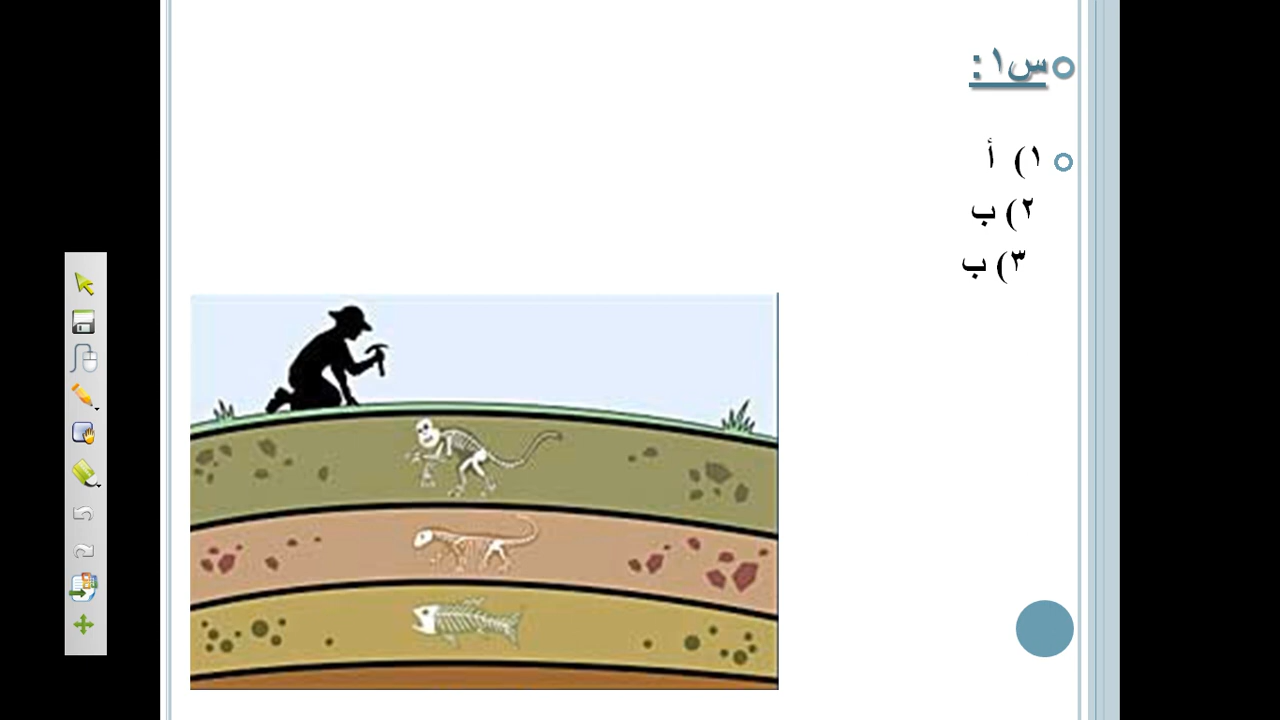 س١ :
١) أ
٢) ب
٣) ب